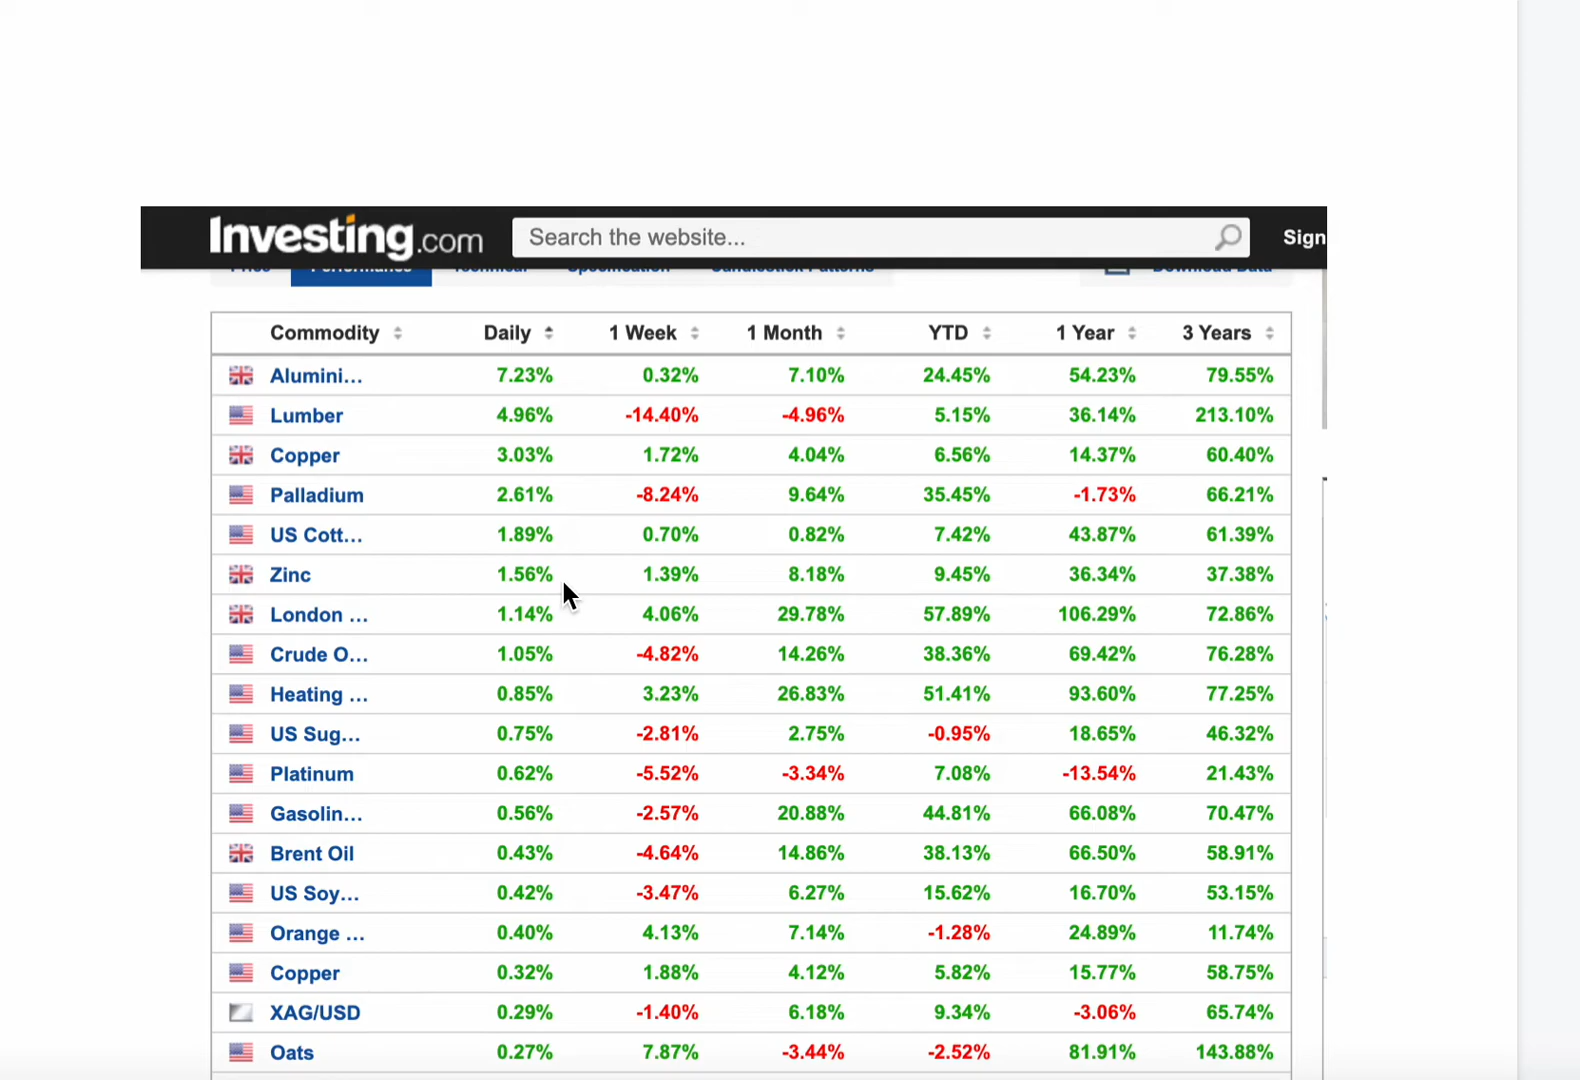 Investing.com Search the website... Sign
Price Performance Technical Specification Candlestick Patterns Download Data
Commodity Daily 1 Week 1 Month YTD 1 Year 3 Years
Alumini... 7.23% 0.32% 7.10% 24.45% 54.23% 79.55%
Lumber 4.96% -14.40% -4.96% 5.15% 36.14% 213.10%
Copper 3.03% 1.72% 4.04% 6.56% 14.37% 60.40%
Palladium 2.61% -8.24% 9.64% 35.45% -1.73% 66.21%
US Cott... 1.89% 0.70% 0.82% 7.42% 43.87% 61.39%
Zinc 1.56% 1.39% 8.18% 9.45% 36.34% 37.38%
London ... 1.14% 4.06% 29.78% 57.89% 106.29% 72.86%
Crude O... 1.05% -4.82% 14.26% 38.36% 69.42% 76.28%
Heating ... 0.85% 3.23% 26.83% 51.41% 93.60% 77.25%
US Sug... 0.75% -2.81% 2.75% -0.95% 18.65% 46.32%
Platinum 0.62% -5.52% -3.34% 7.08% -13.54% 21.43%
Gasolin... 0.56% -2.57% 20.88% 44.81% 66.08% 70.47%
Brent Oil 0.43% -4.64% 14.86% 38.13% 66.50% 58.91%
US Soy... 0.42% -3.47% 6.27% 15.62% 16.70% 53.15%
Orange ... 0.40% 4.13% 7.14% -1.28% 24.89% 11.74%
Copper 0.32% 1.88% 4.12% 5.82% 15.77% 58.75%
XAG/USD 0.29% -1.40% 6.18% 9.34% -3.06% 65.74%
Oats 0.27% 7.87% -3.44% -2.52% 81.91% 143.88%